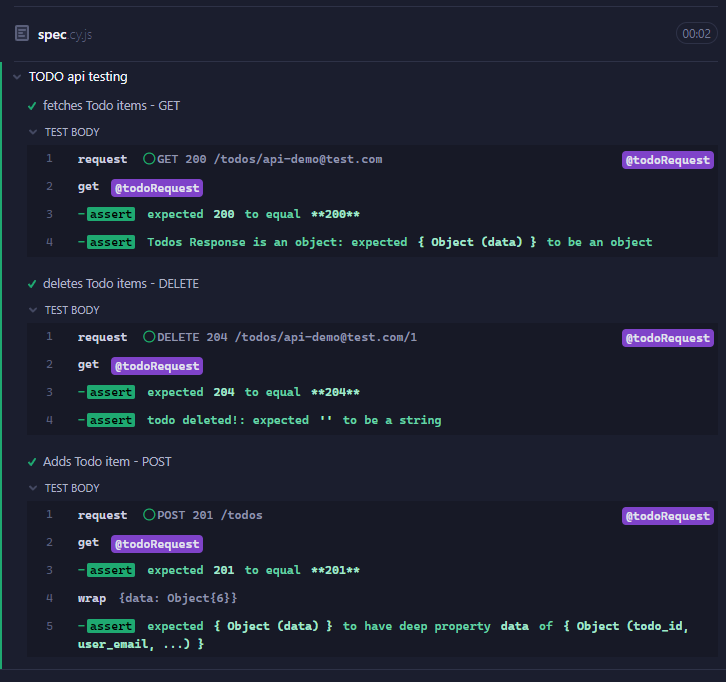 spec.cy.js 00:02
TODO api testing
fetches Todo items - GET
TEST BODY
1 request GET 200 /todos/api-demo@test.com @todoRequest
2 get @todoRequest
3 -assert expected 200 to equal **200**
4 -assert Todos Response is an object: expected { Object (data) } to be an object
deletes Todo items - DELETE
TEST BODY
1 request DELETE 204 /todos/api-demo@test.com/1 @todoRequest
2 get @todoRequest
3 -assert expected 204 to equal **204**
4 -assert todo deleted!: expected '' to be a string
Adds Todo item - POST
TEST BODY
1 request POST 201 /todos @todoRequest
2 get @todoRequest
3 -assert expected 201 to equal **201**
4 wrap {data: Object{6}}
5 -assert expected { Object (data) } to have deep property data of { Object (todo_id,
user_email, ...) }